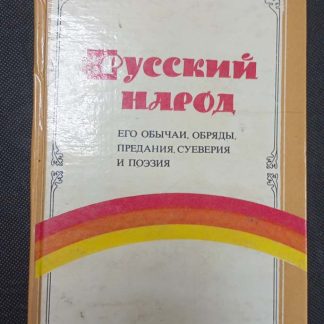 Русский
народ
ЕГО ОБЫЧАИ, ОБРЯДЫ,
ПРЕДАНИЯ, СУЕВЕРИЯ
И ПОЭЗИЯ